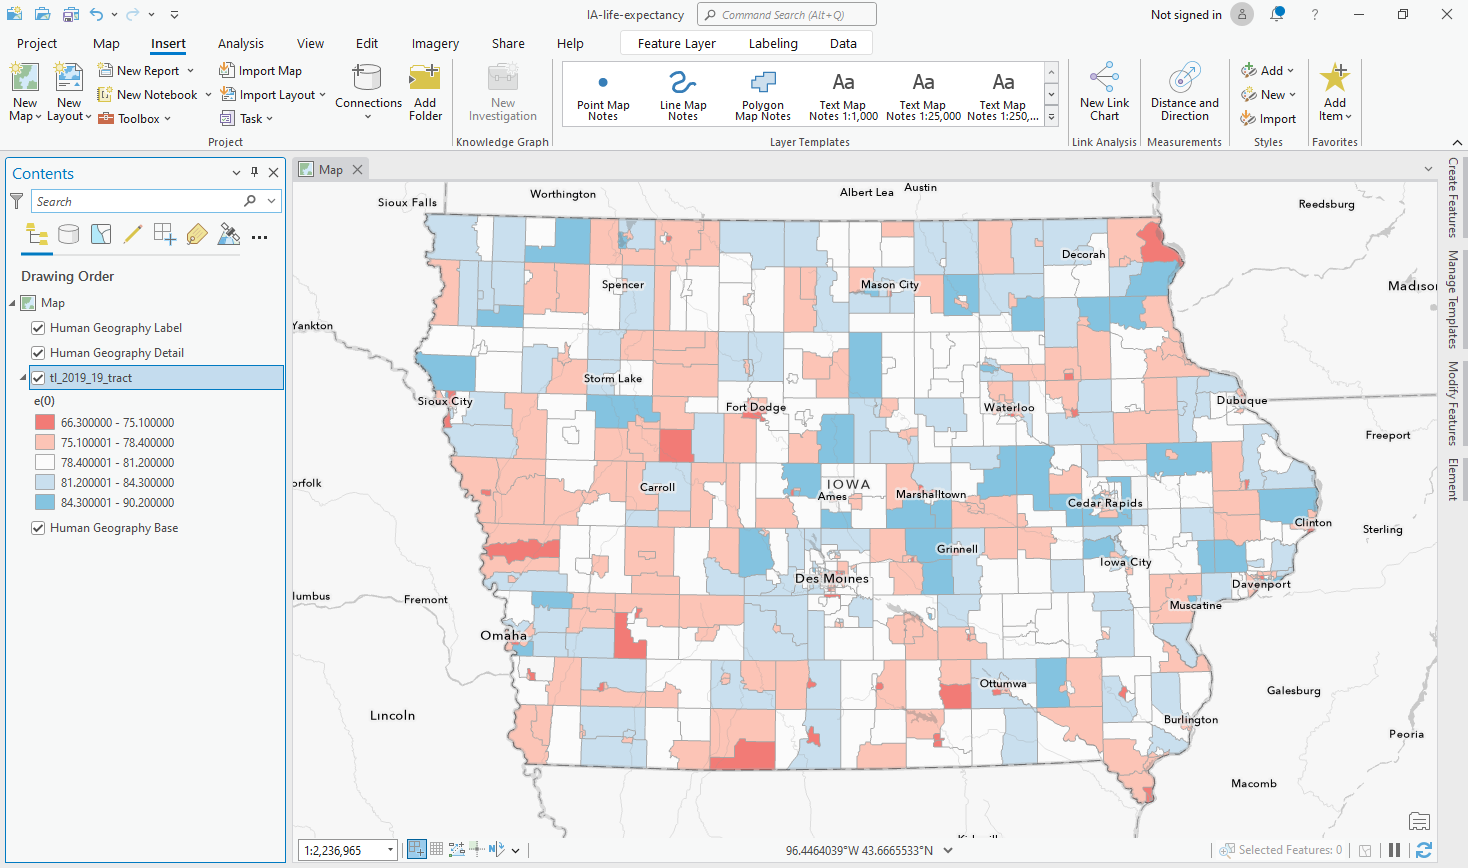 IA-life-expectancy
Command Search (Alt+Q)
Not signed in
?
Project
Map
Insert
Analysis
View
Edit
Imagery
Share
Help
Feature Layer
Labeling
Data
New Map
New Layout
New Report
New Notebook
Toolbox
Import Map
Import Layout
Task
Connections
Add Folder
Project
New Investigation
Knowledge Graph
Point Map Notes
Line Map Notes
Polygon Map Notes
Aa
Text Map Notes 1:1,000
Aa
Text Map Notes 1:25,000
Aa
Text Map Notes 1:250,...
Layer Templates
New Link Chart
Link Analysis
Distance and Direction
Measurements
Add
New
Import
Styles
Add Item
Favorites
Contents
Search
Drawing Order
Map
Human Geography Label
Human Geography Detail
tl_2019_19_tract
e(0)
66.300000 - 75.100000
75.100001 - 78.400000
78.400001 - 81.200000
81.200001 - 84.300000
84.300001 - 90.200000
Human Geography Base
Map
Sioux Falls
Worthington
Albert Lea
Austin
Reedsburg
Decorah
Spencer
Mason City
Madison
Yankton
Storm Lake
Sioux City
Fort Dodge
Waterloo
Dubuque
Freeport
orfolk
Carroll
IOWA
Ames
Marshalltown
Cedar Rapids
Clinton
Sterling
Grinnell
Iowa City
Des Moines
Davenport
lumbus
Fremont
Muscatine
Omaha
Ottumwa
Galesburg
Lincoln
Burlington
Peoria
Macomb
Create Features
Manage Templates
Modify Features
Element
1:2,236,965
96.4464039°W 43.6665533°N
Selected Features: 0